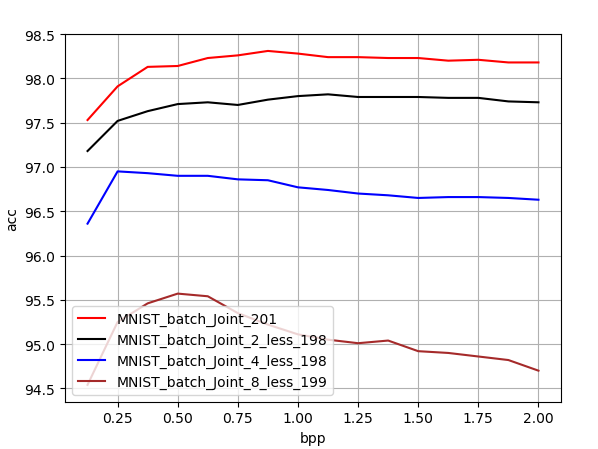 98.5
98.0
97.5
97.0
96.5
96.0
95.5
95.0
94.5
acc
MNIST_batch_Joint_201
MNIST_batch_Joint_2_less_198
MNIST_batch_Joint_4_less_198
MNIST_batch_Joint_8_less_199
0.25 0.50 0.75 1.00 1.25 1.50 1.75 2.00
bpp